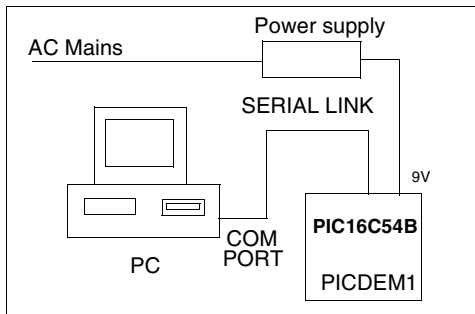 Power supply
AC Mains
SERIAL LINK
9V
PIC16C54B
COM
PORT
PC
PICDEM1